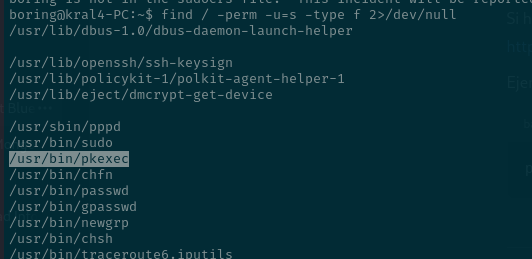 boring is not in the sudoers file. This incident will be reporte
boring@kral4-PC:~$ find / -perm -u=s -type f 2>/dev/null
/usr/lib/dbus-1.0/dbus-daemon-launch-helper
/usr/lib/openssh/ssh-keysign
/usr/lib/policykit-1/polkit-agent-helper-1
/usr/lib/eject/dmcrypt-get-device
/usr/sbin/pppd
/usr/bin/sudo
/usr/bin/pkexec
/usr/bin/chfn
/usr/bin/passwd
/usr/bin/gpasswd
/usr/bin/newgrp
/usr/bin/chsh
/usr/bin/traceroute6.iputils